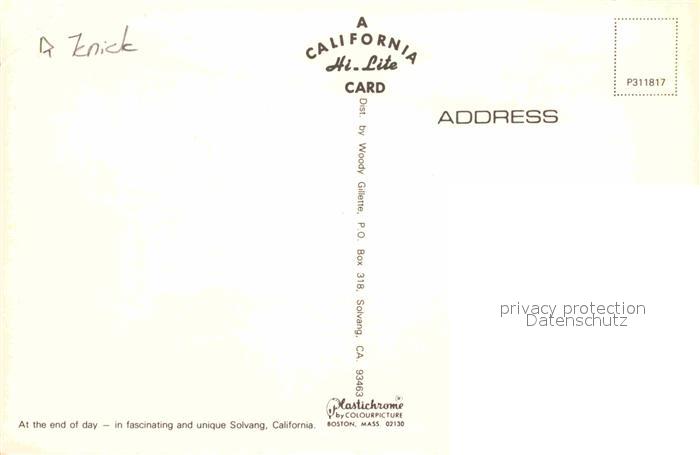 Knick
A
CALIFORNIA
Hi-Lite
CARD
P311817
ADDRESS
Dist. by Woody Gillette, P.O. Box 318, Solvang, CA. 93463
privacy protection
Datenschutz
At the end of day — in fascinating and unique Solvang, California.
Plastichrome®
by COLOURPICTURE
BOSTON, MASS. 02130